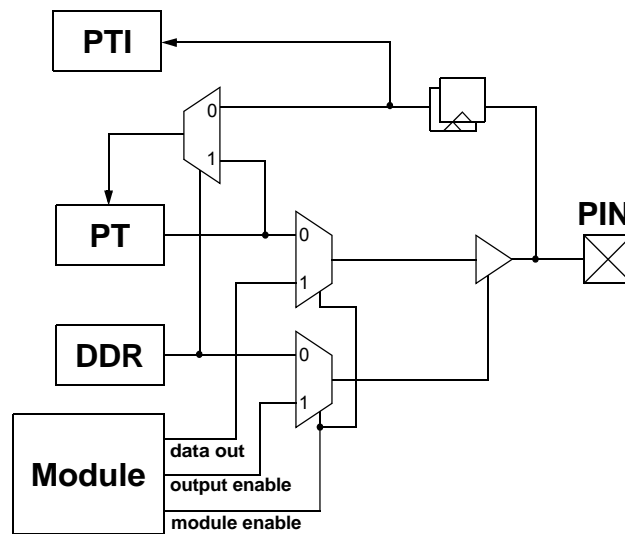 PTI
0
1
PT
PIN
0
1
DDR
0
1
Module
data out
output enable
module enable